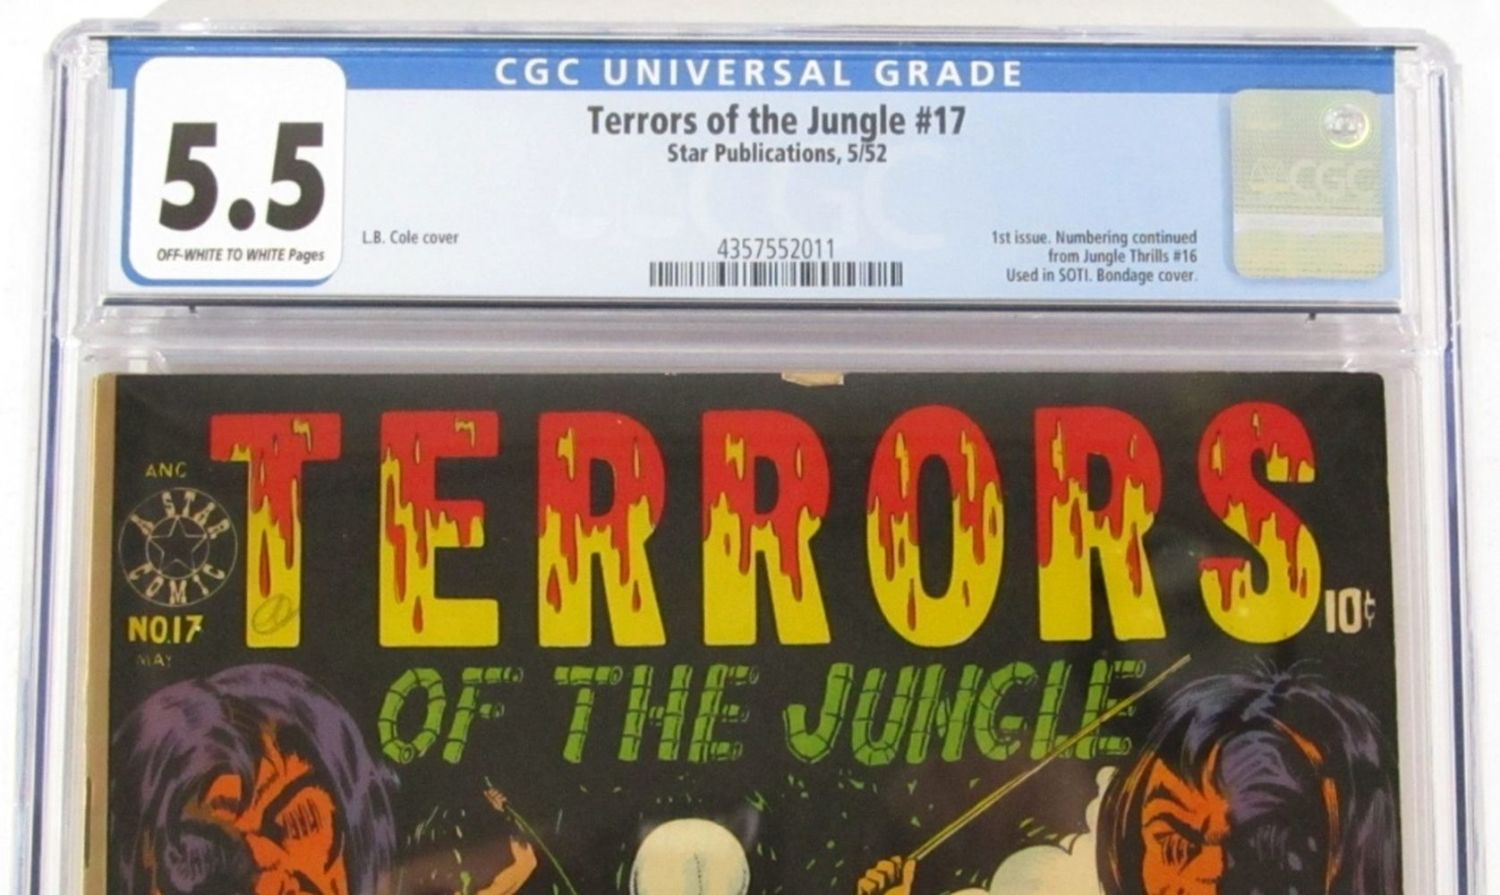 CGC UNIVERSAL GRADE
Terrors of the Jungle #17
Star Publications, 5/52
5.5
OFF-WHITE TO WHITE Pages
L.B. Cole cover
4357552011
1st issue. Numbering continued
from Jungle Thrills #16
Used in SOTI. Bondage cover.
CGC
TERRORS
ANC
A STAR
COMIC
NO.17
MAY
10¢
OF THE JUNGLE